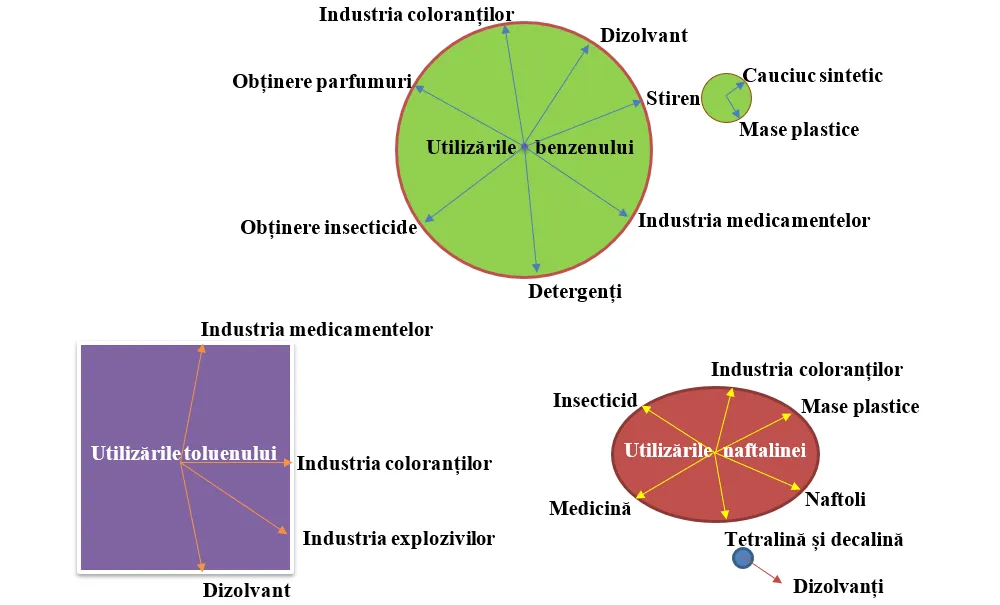 Industria coloranților
Dizolvant
Obținere parfumuri
Cauciuc sintetic
Stiren
Mase plastice
Utilizările benzenului
Obținere insecticide
Industria medicamentelor
Detergenți
Industria medicamentelor
Utilizările toluenului
Industria coloranților
Industria explozivilor
Dizolvant
Industria coloranților
Insecticid
Mase plastice
Utilizările naftalinei
Medicină
Naftoli
Tetralină și decalină
Dizolvanți